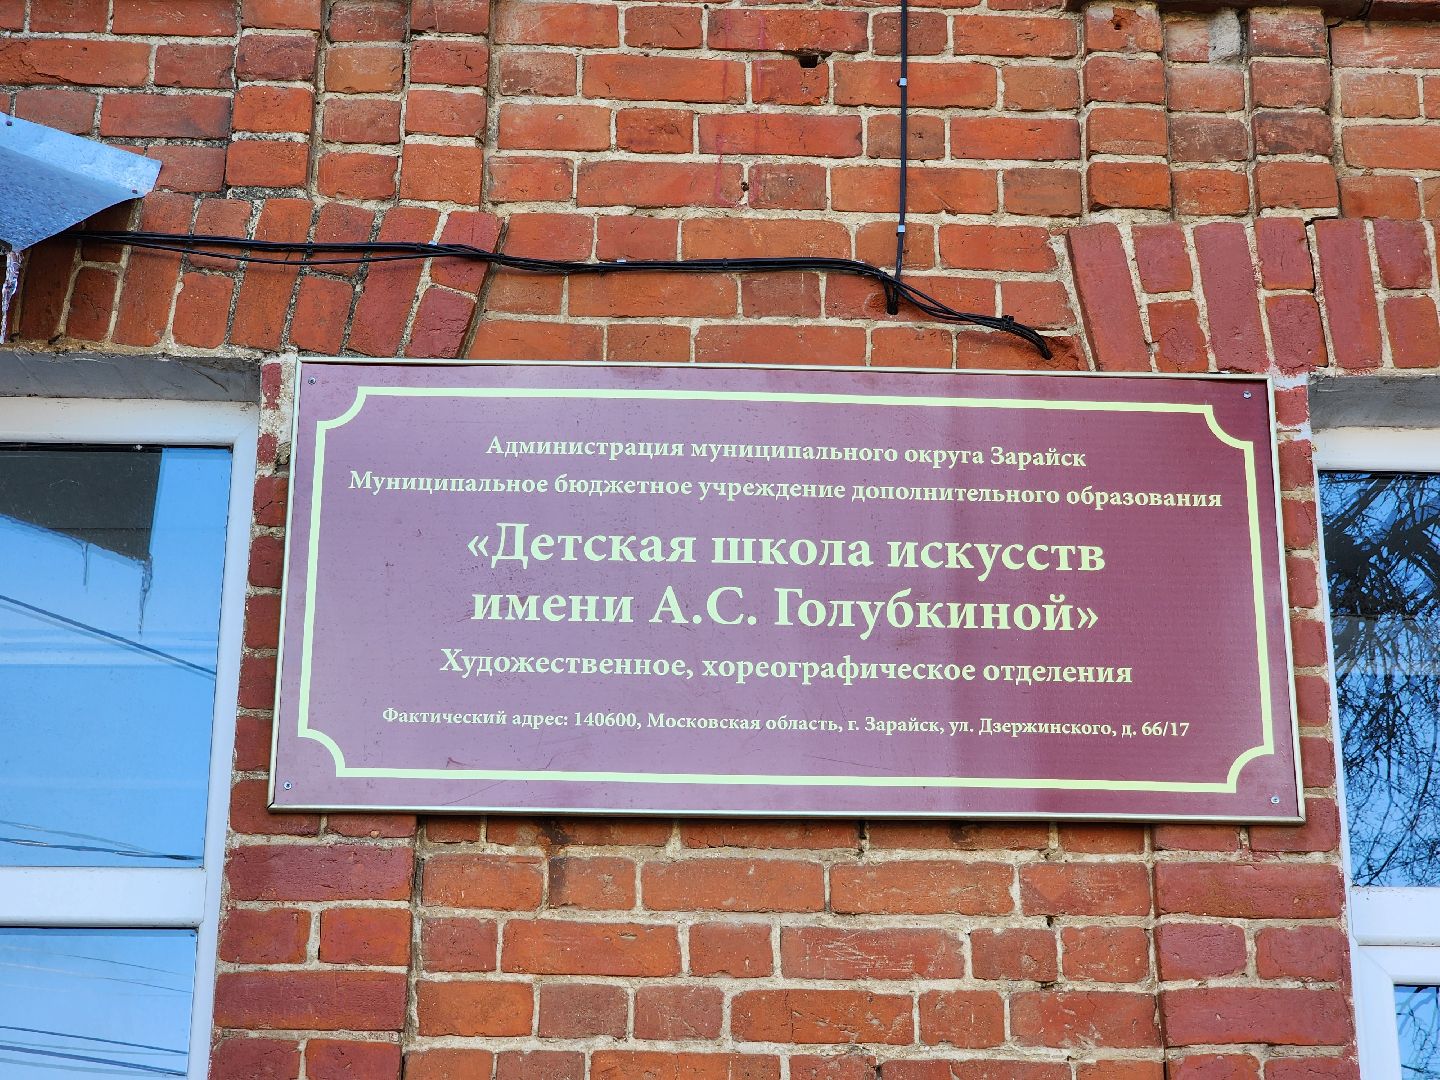 Администрация муниципального округа Зарайск
Муниципальное бюджетное учреждение дополнительного образования
«Детская школа искусств
имени А.С. Голубкиной»
Художественное, хореографическое отделения
Фактический адрес: 140600, Московская область, г. Зарайск, ул. Дзержинского, д. 66/17